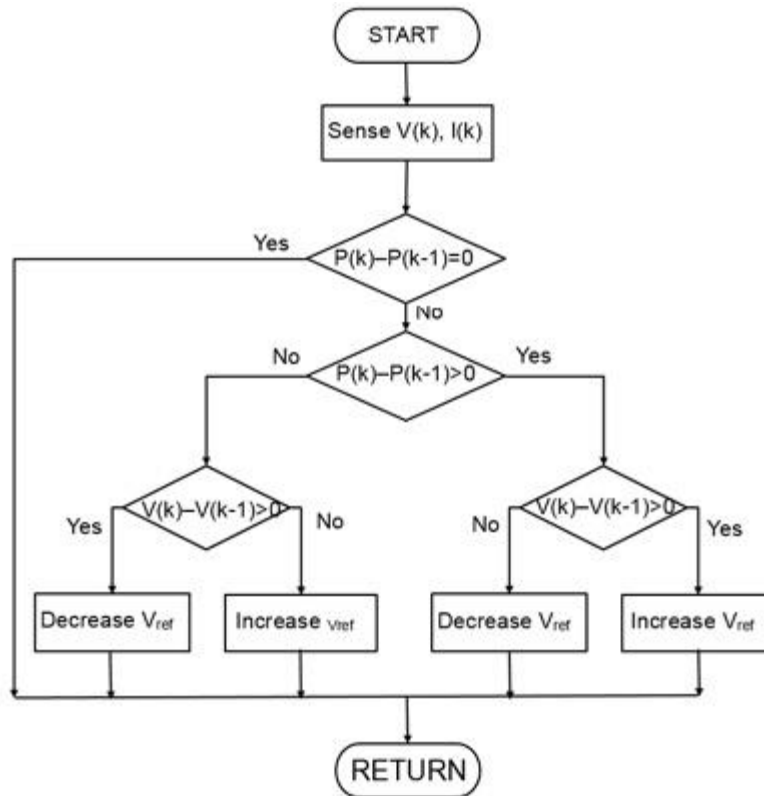 START
Sense V(k), I(k)
Yes
P(k)–P(k-1)=0
No
No
P(k)–P(k-1)>0
Yes
Yes
V(k)–V(k-1)>0
No
No
V(k)–V(k-1)>0
Yes
Decrease Vref
Increase Vref
Decrease Vref
Increase Vref
RETURN